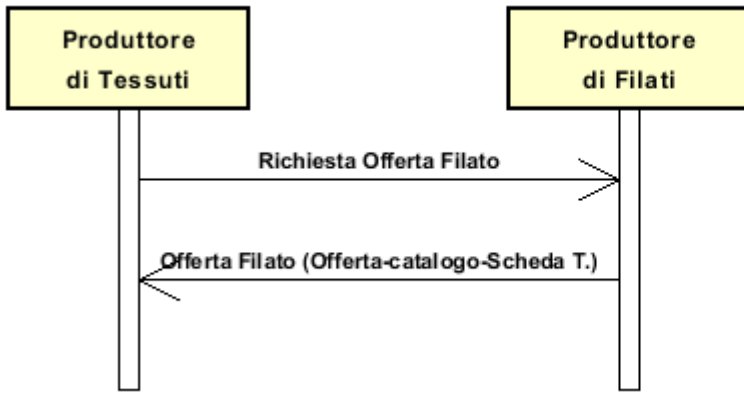 Produttore
di Tessuti
Produttore
di Filati
Richiesta Offerta Filato
Offerta Filato (Offerta-catalogo-Scheda T.)